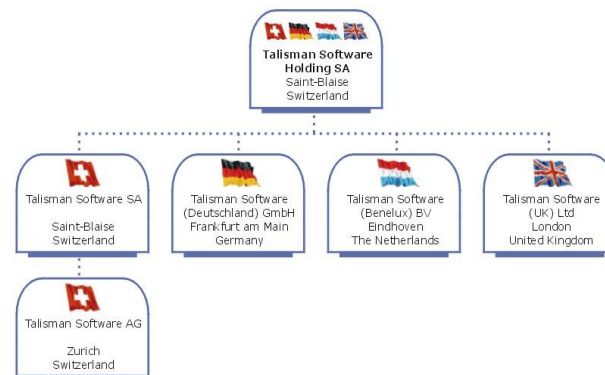 Talisman Software
Holding SA
Saint-Blaise
Switzerland
Talisman Software SA
Saint-Blaise
Switzerland
Talisman Software
(Deutschland) GmbH
Frankfurt am Main
Germany
Talisman Software
(Benelux) BV
Eindhoven
The Netherlands
Talisman Software
(UK) Ltd
London
United Kingdom
Talisman Software AG
Zurich
Switzerland